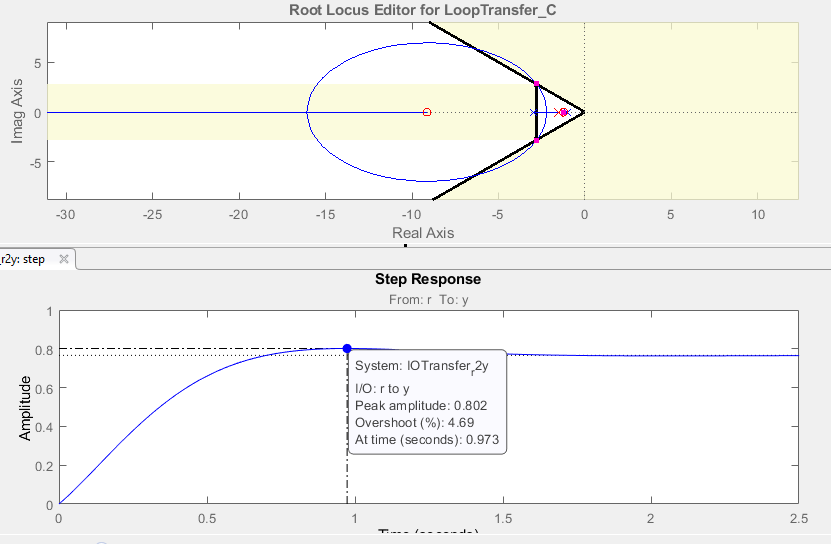 Root Locus Editor for LoopTransfer_C
Imag Axis
5
0
-5
-30 -25 -20 -15 -10 -5 0 5 10
Real Axis
_r2y: step
Step Response
From: r To: y
Amplitude
1
0.8
0.6
0.4
0.2
0
System: IOTransfer_r2y
I/O: r to y
Peak amplitude: 0.802
Overshoot (%): 4.69
At time (seconds): 0.973
0 0.5 1 1.5 2 2.5
Time (seconds)